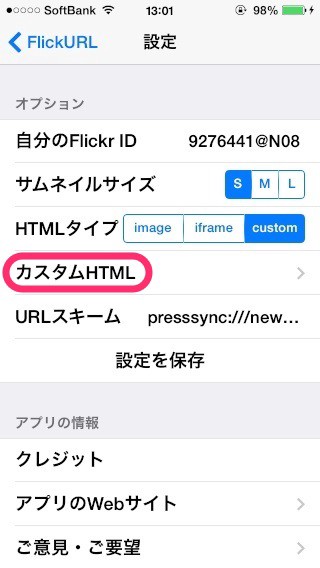 SoftBank 13:01 98%
FlickURL 設定
オプション
自分のFlickr ID 9276441@N08
サムネイルサイズ S M L
HTMLタイプ image iframe custom
カスタムHTML
URLスキーム presssync:///new...
設定を保存
アプリの情報
クレジット
アプリのWebサイト
ご意見・ご要望